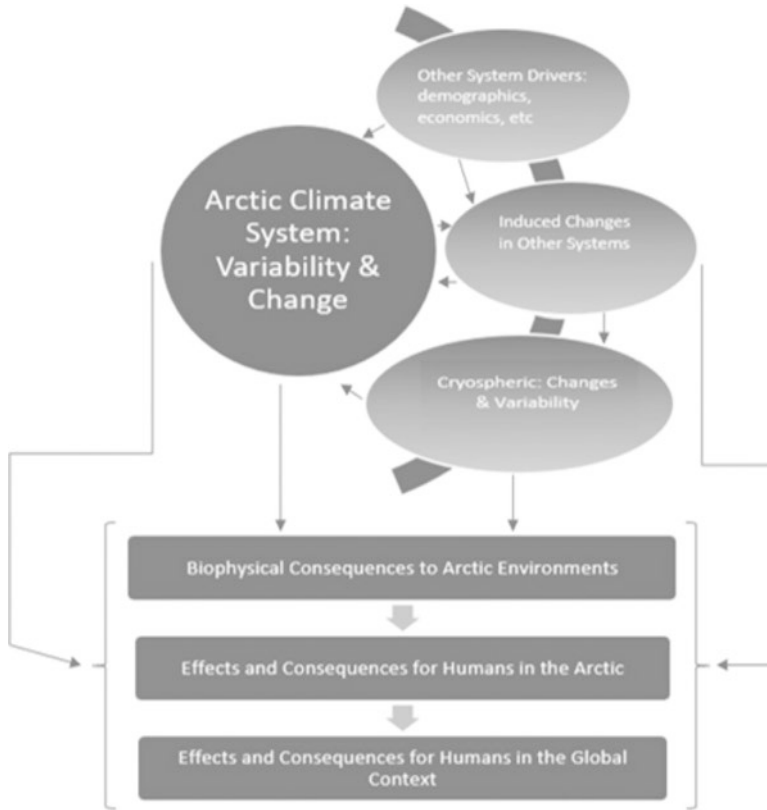 Other System Drivers:
demographics,
economics, etc
Arctic Climate
System:
Variability &
Change
Induced Changes
in Other Systems
Cryospheric: Changes
& Variability
Biophysical Consequences to Arctic Environments
Effects and Consequences for Humans in the Arctic
Effects and Consequences for Humans in the Global
Context